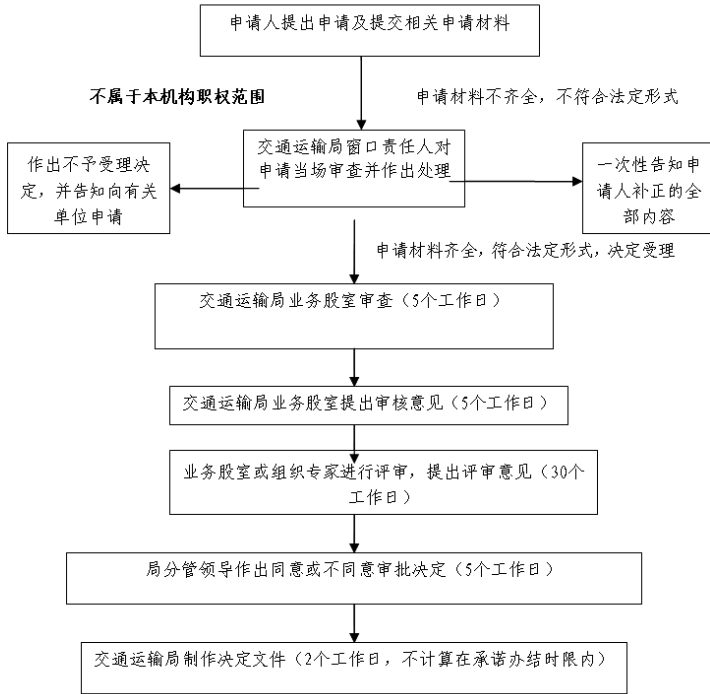 申请人提出申请及提交相关申请材料
不属于本机构职权范围
申请材料不齐全，不符合法定形式
作出不予受理决
定，并告知向有关
单位申请
交通运输局窗口责任人对
申请当场审查并作出处理
一次性告知申
请人补正的全
部内容
申请材料齐全，符合法定形式，决定受理
交通运输局业务股室审查（5个工作日）
交通运输局业务股室提出审核意见（5个工作日）
业务股室或组织专家进行评审，提出评审意见（30个
工作日）
局分管领导作出同意或不同意审批决定（5个工作日）
交通运输局制作决定文件（2个工作日，不计算在承诺办结时限内）